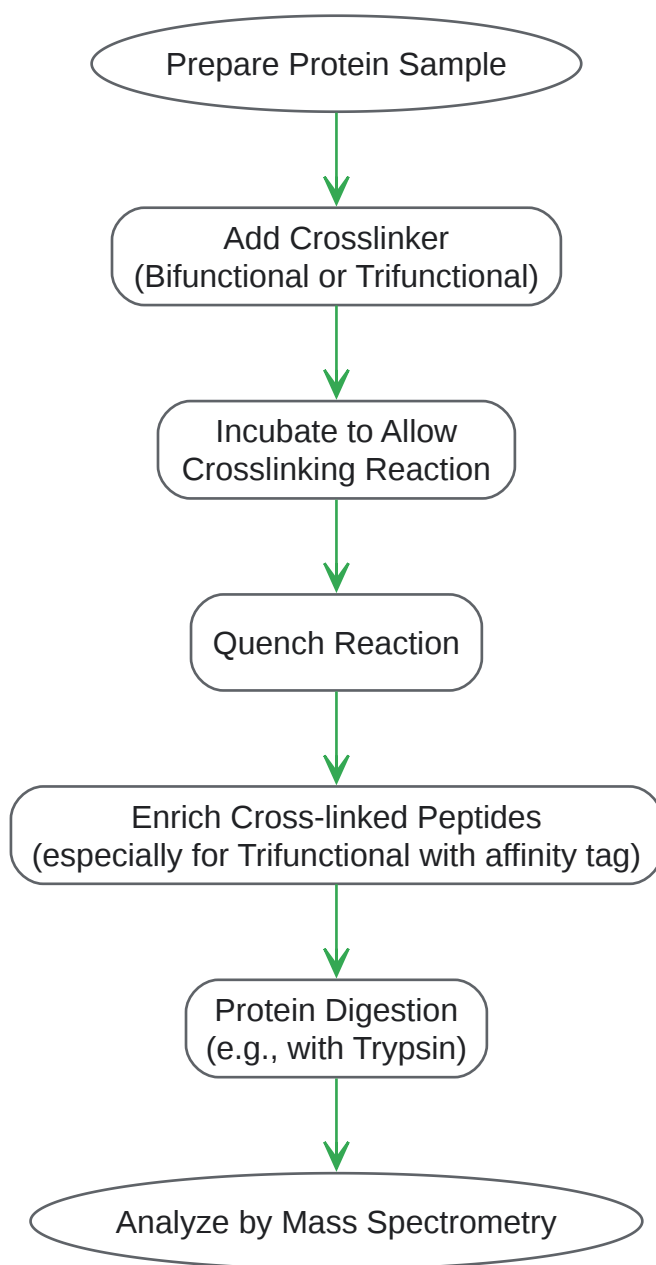 Prepare Protein Sample
Add Crosslinker
(Bifunctional or Trifunctional)
Incubate to Allow
Crosslinking Reaction
Quench Reaction
Enrich Cross-linked Peptides
(especially for Trifunctional with affinity tag)
Protein Digestion
(e.g., with Trypsin)
Analyze by Mass Spectrometry